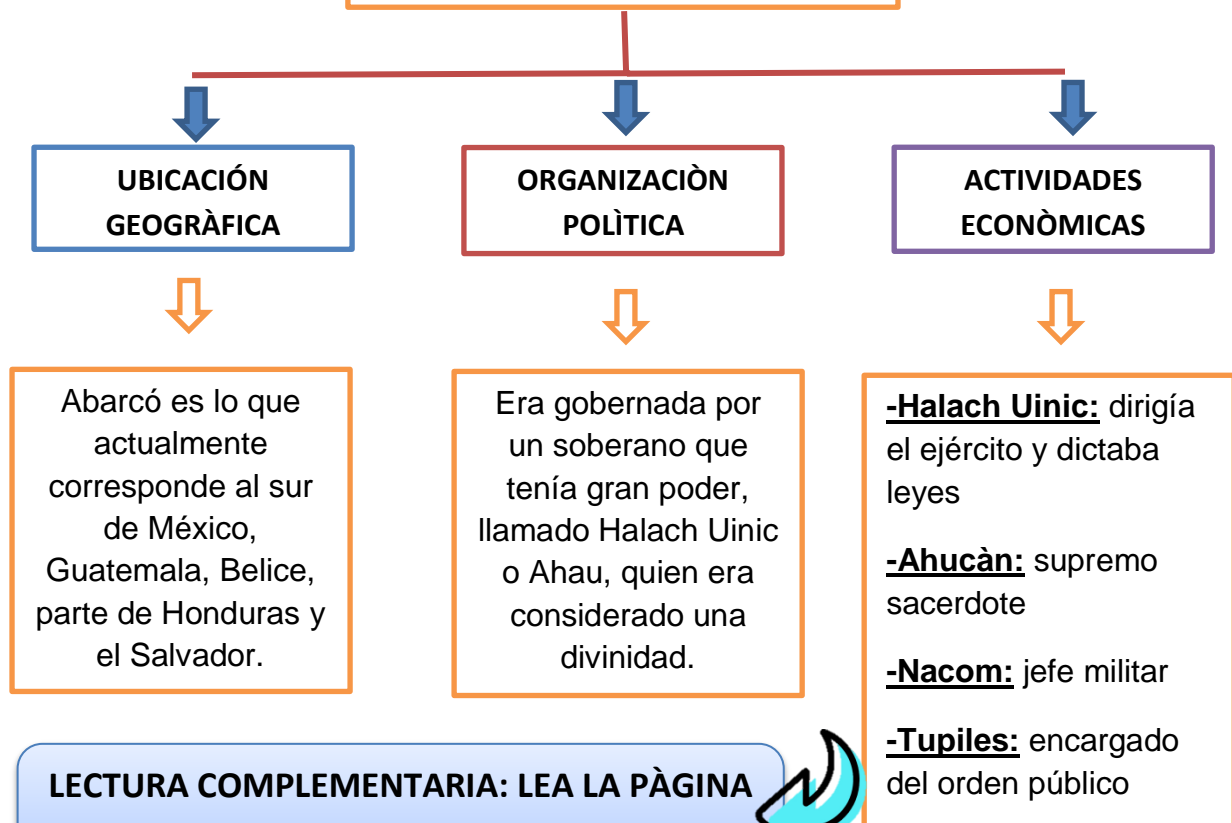 UBICACIÓN
GEOGRÀFICA
ORGANIZACIÒN
POLÌTICA
ACTIVIDADES
ECONÒMICAS
Abarcó es lo que
actualmente
corresponde al sur
de México,
Guatemala, Belice,
parte de Honduras y
el Salvador.
Era gobernada por
un soberano que
tenía gran poder,
llamado Halach Uinic
o Ahau, quien era
considerado una
divinidad.
-Halach Uinic: dirigía
el ejército y dictaba
leyes
-Ahucàn: supremo
sacerdote
-Nacom: jefe militar
-Tupiles: encargado
del orden público
LECTURA COMPLEMENTARIA: LEA LA PÀGINA